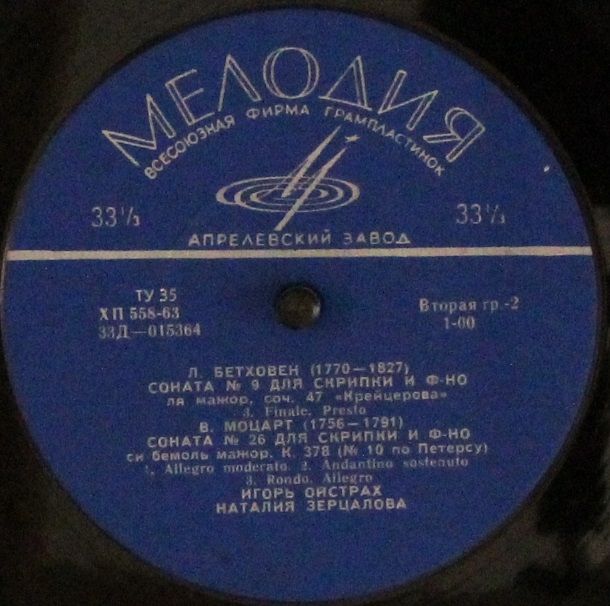 МЕЛОДИЯ
ВСЕСОЮЗНАЯ ФИРМА ГРАМПЛАСТИНОК
33⅓ 33⅓
АПРЕЛЕВСКИЙ ЗАВОД
ТУ 35
ХП 558-63
33Д—015364
Вторая гр.-2
1-00
Л. БЕТХОВЕН (1770—1827)
СОНАТА № 9 ДЛЯ СКРИПКИ И Ф-НО
ля мажор, соч. 47 «Крейцерова»
3. Finale. Presto
В. МОЦАРТ (1756—1791)
СОНАТА № 26 ДЛЯ СКРИПКИ И Ф-НО
си бемоль мажор. К. 378 (№ 10 по Петерсу)
1. Allegro moderato. 2. Andantino sostenuto
3. Rondo. Allegro
ИГОРЬ ОЙСТРАХ
НАТАЛИЯ ЗЕРЦАЛОВА